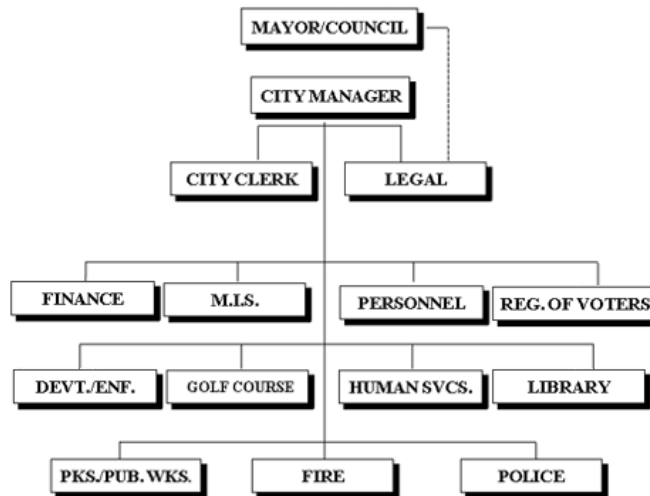 MAYOR/COUNCIL
CITY MANAGER
CITY CLERK
LEGAL
FINANCE
M.I.S.
PERSONNEL
REG. OF VOTERS
DEVT./ENF.
GOLF COURSE
HUMAN SVCS.
LIBRARY
PKS./PUB. WKS.
FIRE
POLICE